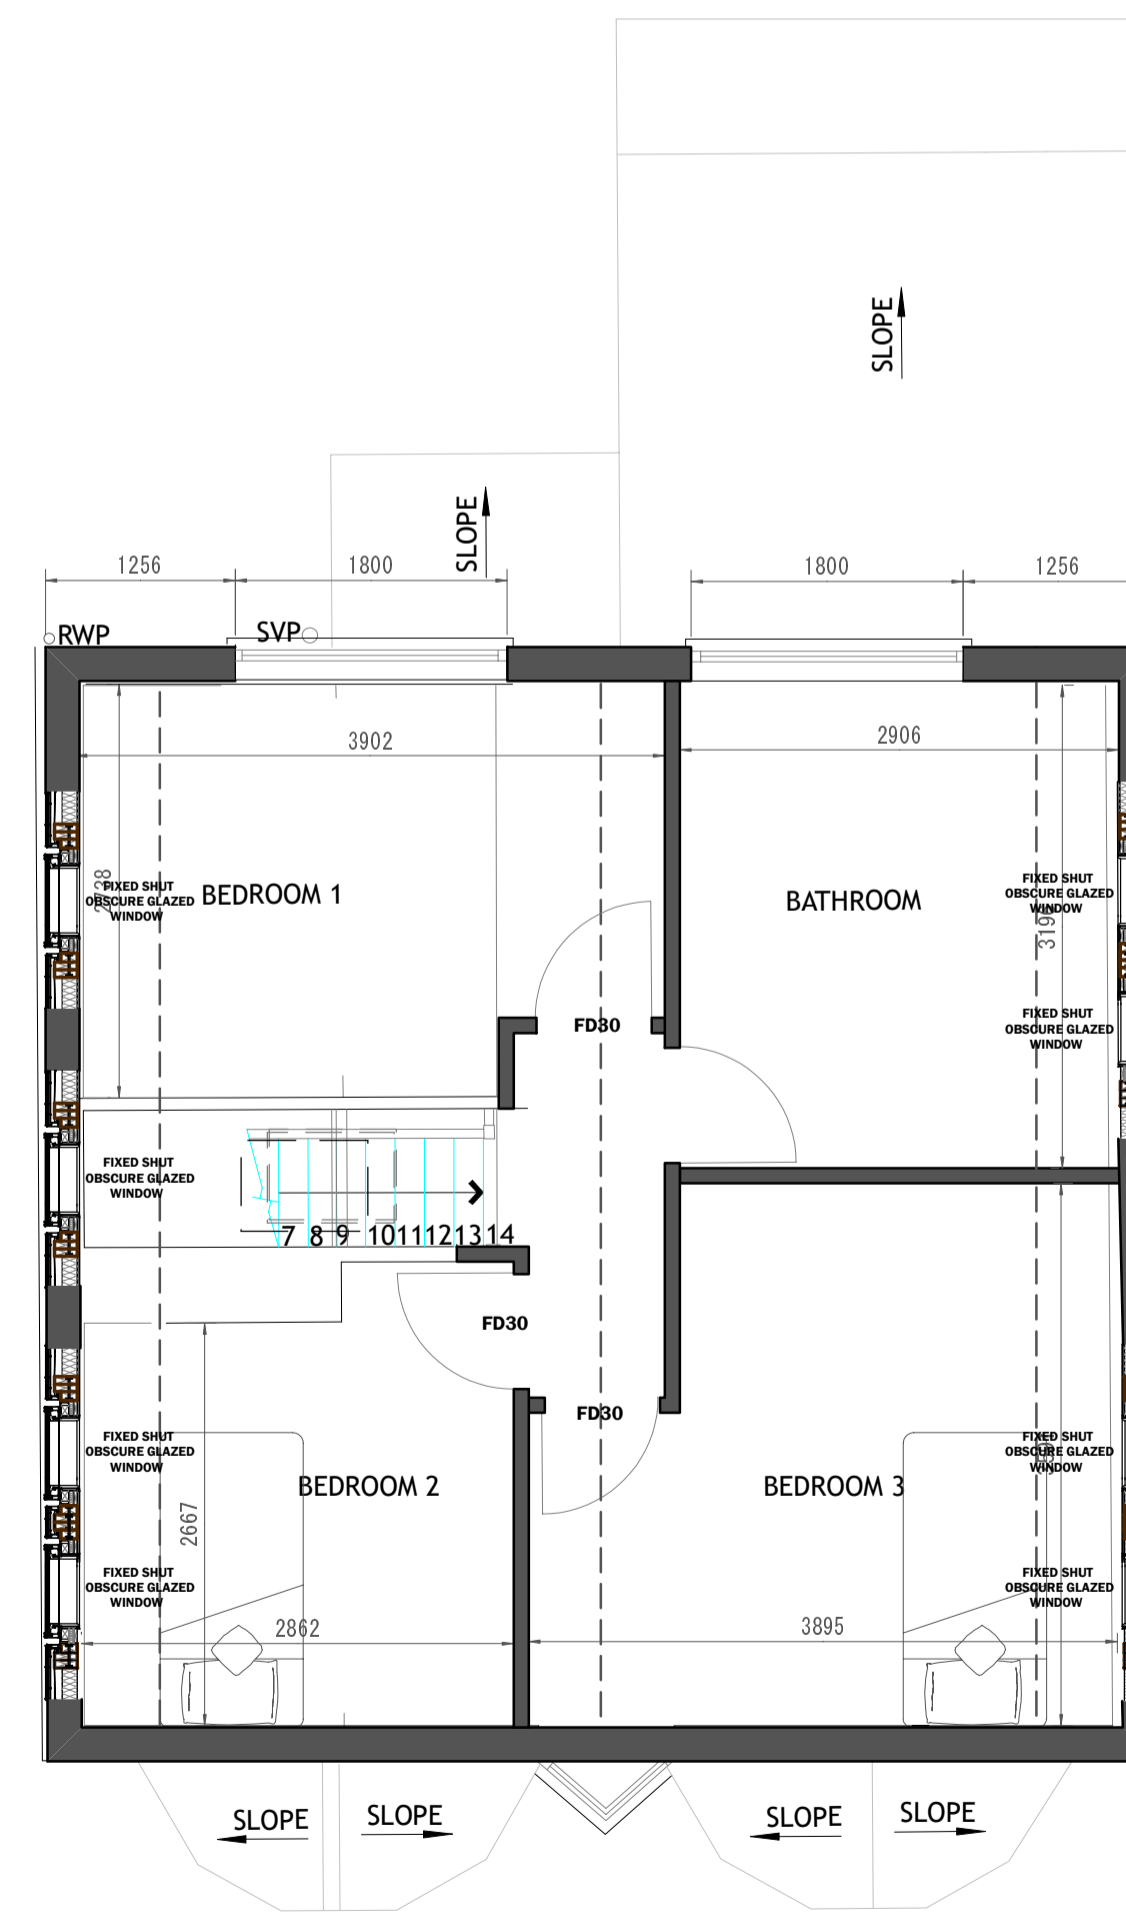 SLOPE
SLOPE
1256
1800
1800
1256
RWP
SVP
3902
2906
2738
FIXED SHUT
OBSCURE GLAZED
WINDOW
BEDROOM 1
BATHROOM
FIXED SHUT
OBSCURE GLAZED
WINDOW
FD30
FIXED SHUT
OBSCURE GLAZED
WINDOW
FIXED SHUT
OBSCURE GLAZED
WINDOW
7 8 9 10 11 12 13 14
FD30
FD30
FIXED SHUT
OBSCURE GLAZED
WINDOW
BEDROOM 2
BEDROOM 3
FIXED SHUT
OBSCURE GLAZED
WINDOW
2667
FIXED SHUT
OBSCURE GLAZED
WINDOW
FIXED SHUT
OBSCURE GLAZED
WINDOW
2862
3895
SLOPE
SLOPE
SLOPE
SLOPE